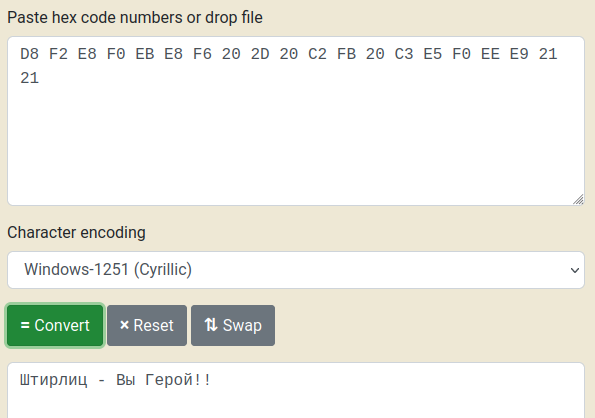 Paste hex code numbers or drop file
D8 F2 E8 F0 EB E8 F6 20 2D 20 C2 FB 20 C3 E5 F0 EE E9 21
21
Character encoding
Windows-1251 (Cyrillic)
= Convert × Reset ⇅ Swap
Штирлиц - Вы Герой!!